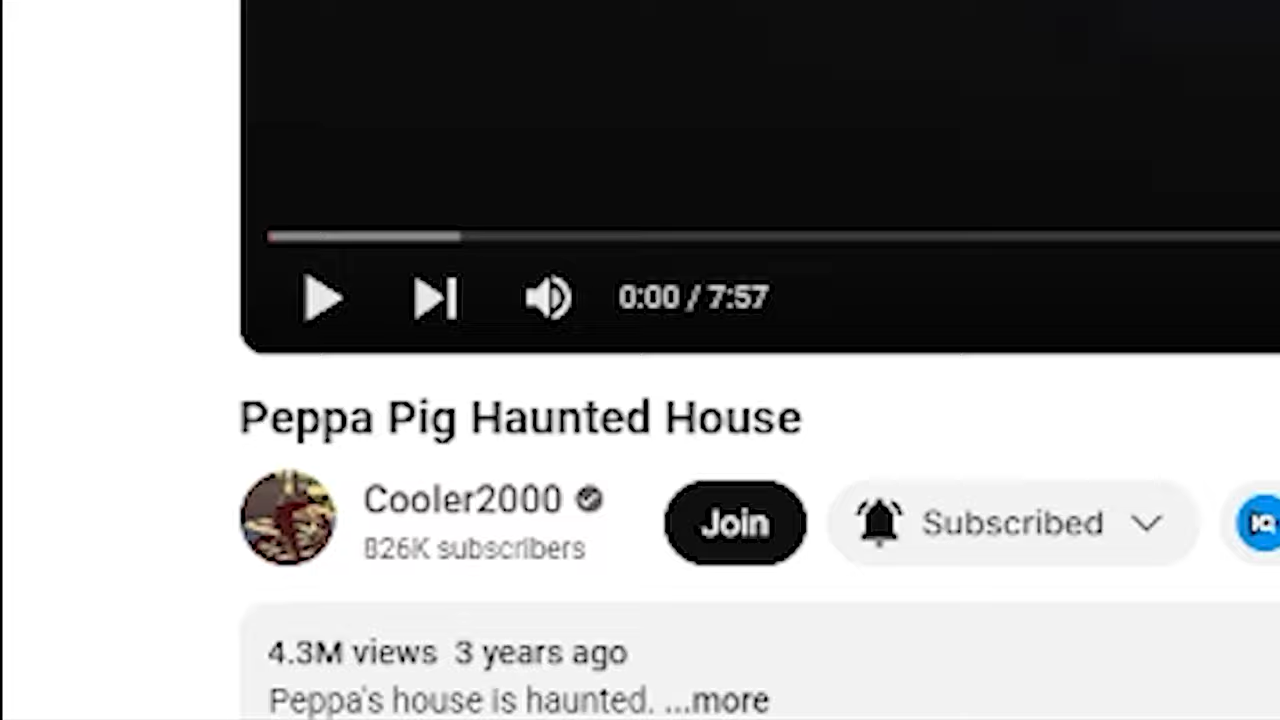 0:00 / 7:57
Peppa Pig Haunted House
Cooler2000
Join
Subscribed
IQ
826K subscribers
4.3M views 3 years ago
Peppa's house is haunted. ...more